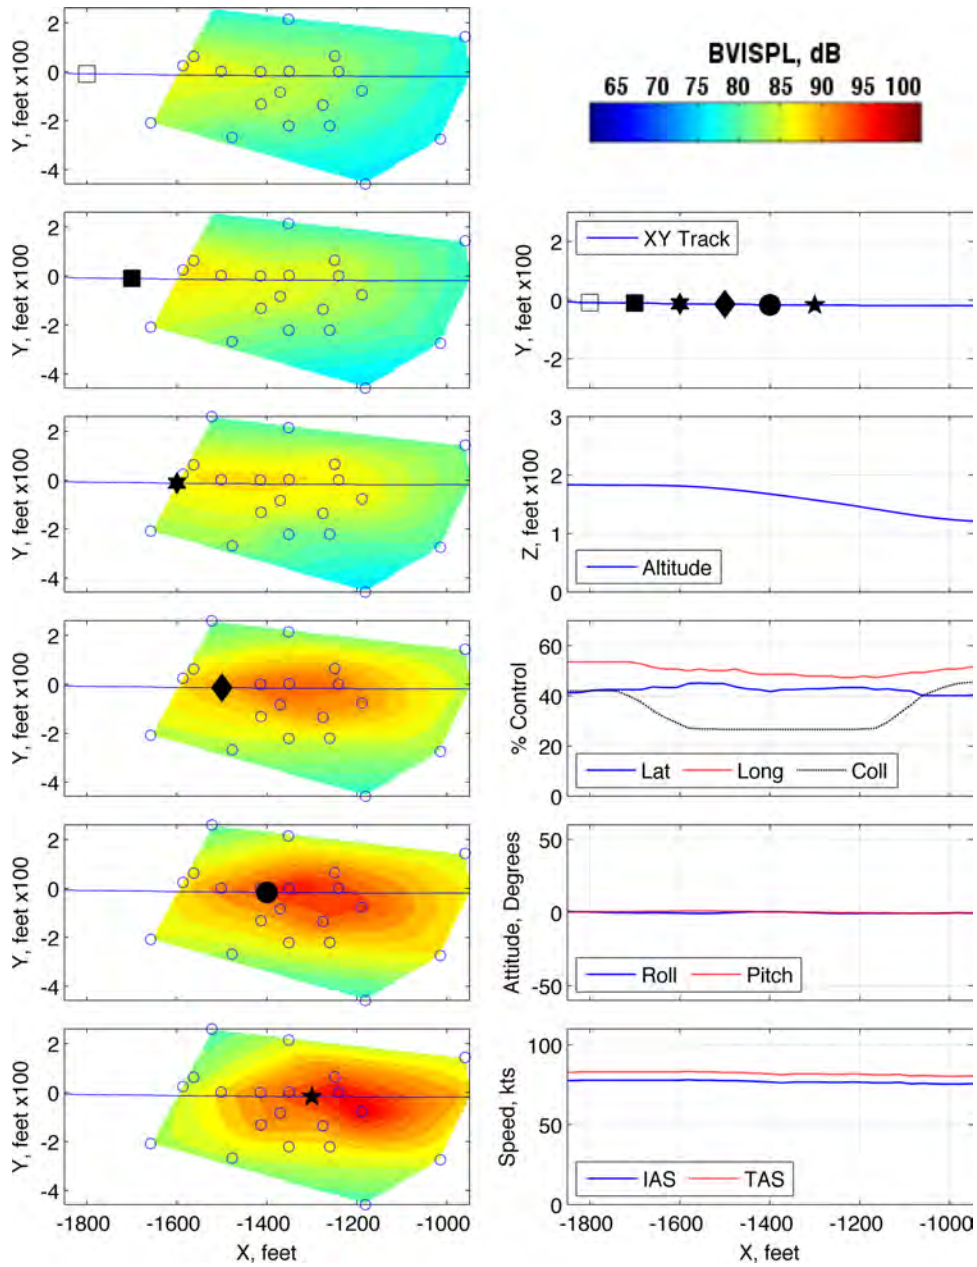 2
0
-2
-4
Y, feet x100
BVISPL, dB
65 70 78 80 85 90 95 100
2
0
-2
-4
Y, feet x100
XY Track
2
0
-2
Y, feet x100
2
0
-2
-4
Y, feet x100
3
2
1
0
Z, feet x100
Altitude
2
0
-2
-4
Y, feet x100
60
40
20
0
% Control
Lat Long Coll
2
0
-2
-4
Y, feet x100
50
0
-50
Attitude, Degrees
Roll Pitch
2
0
-2
-4
Y, feet x100
-1800 -1600 -1400 -1200 -1000
X, feet
100
50
0
Speed, kts
IAS TAS
-1800 -1600 -1400 -1200 -1000
X, feet